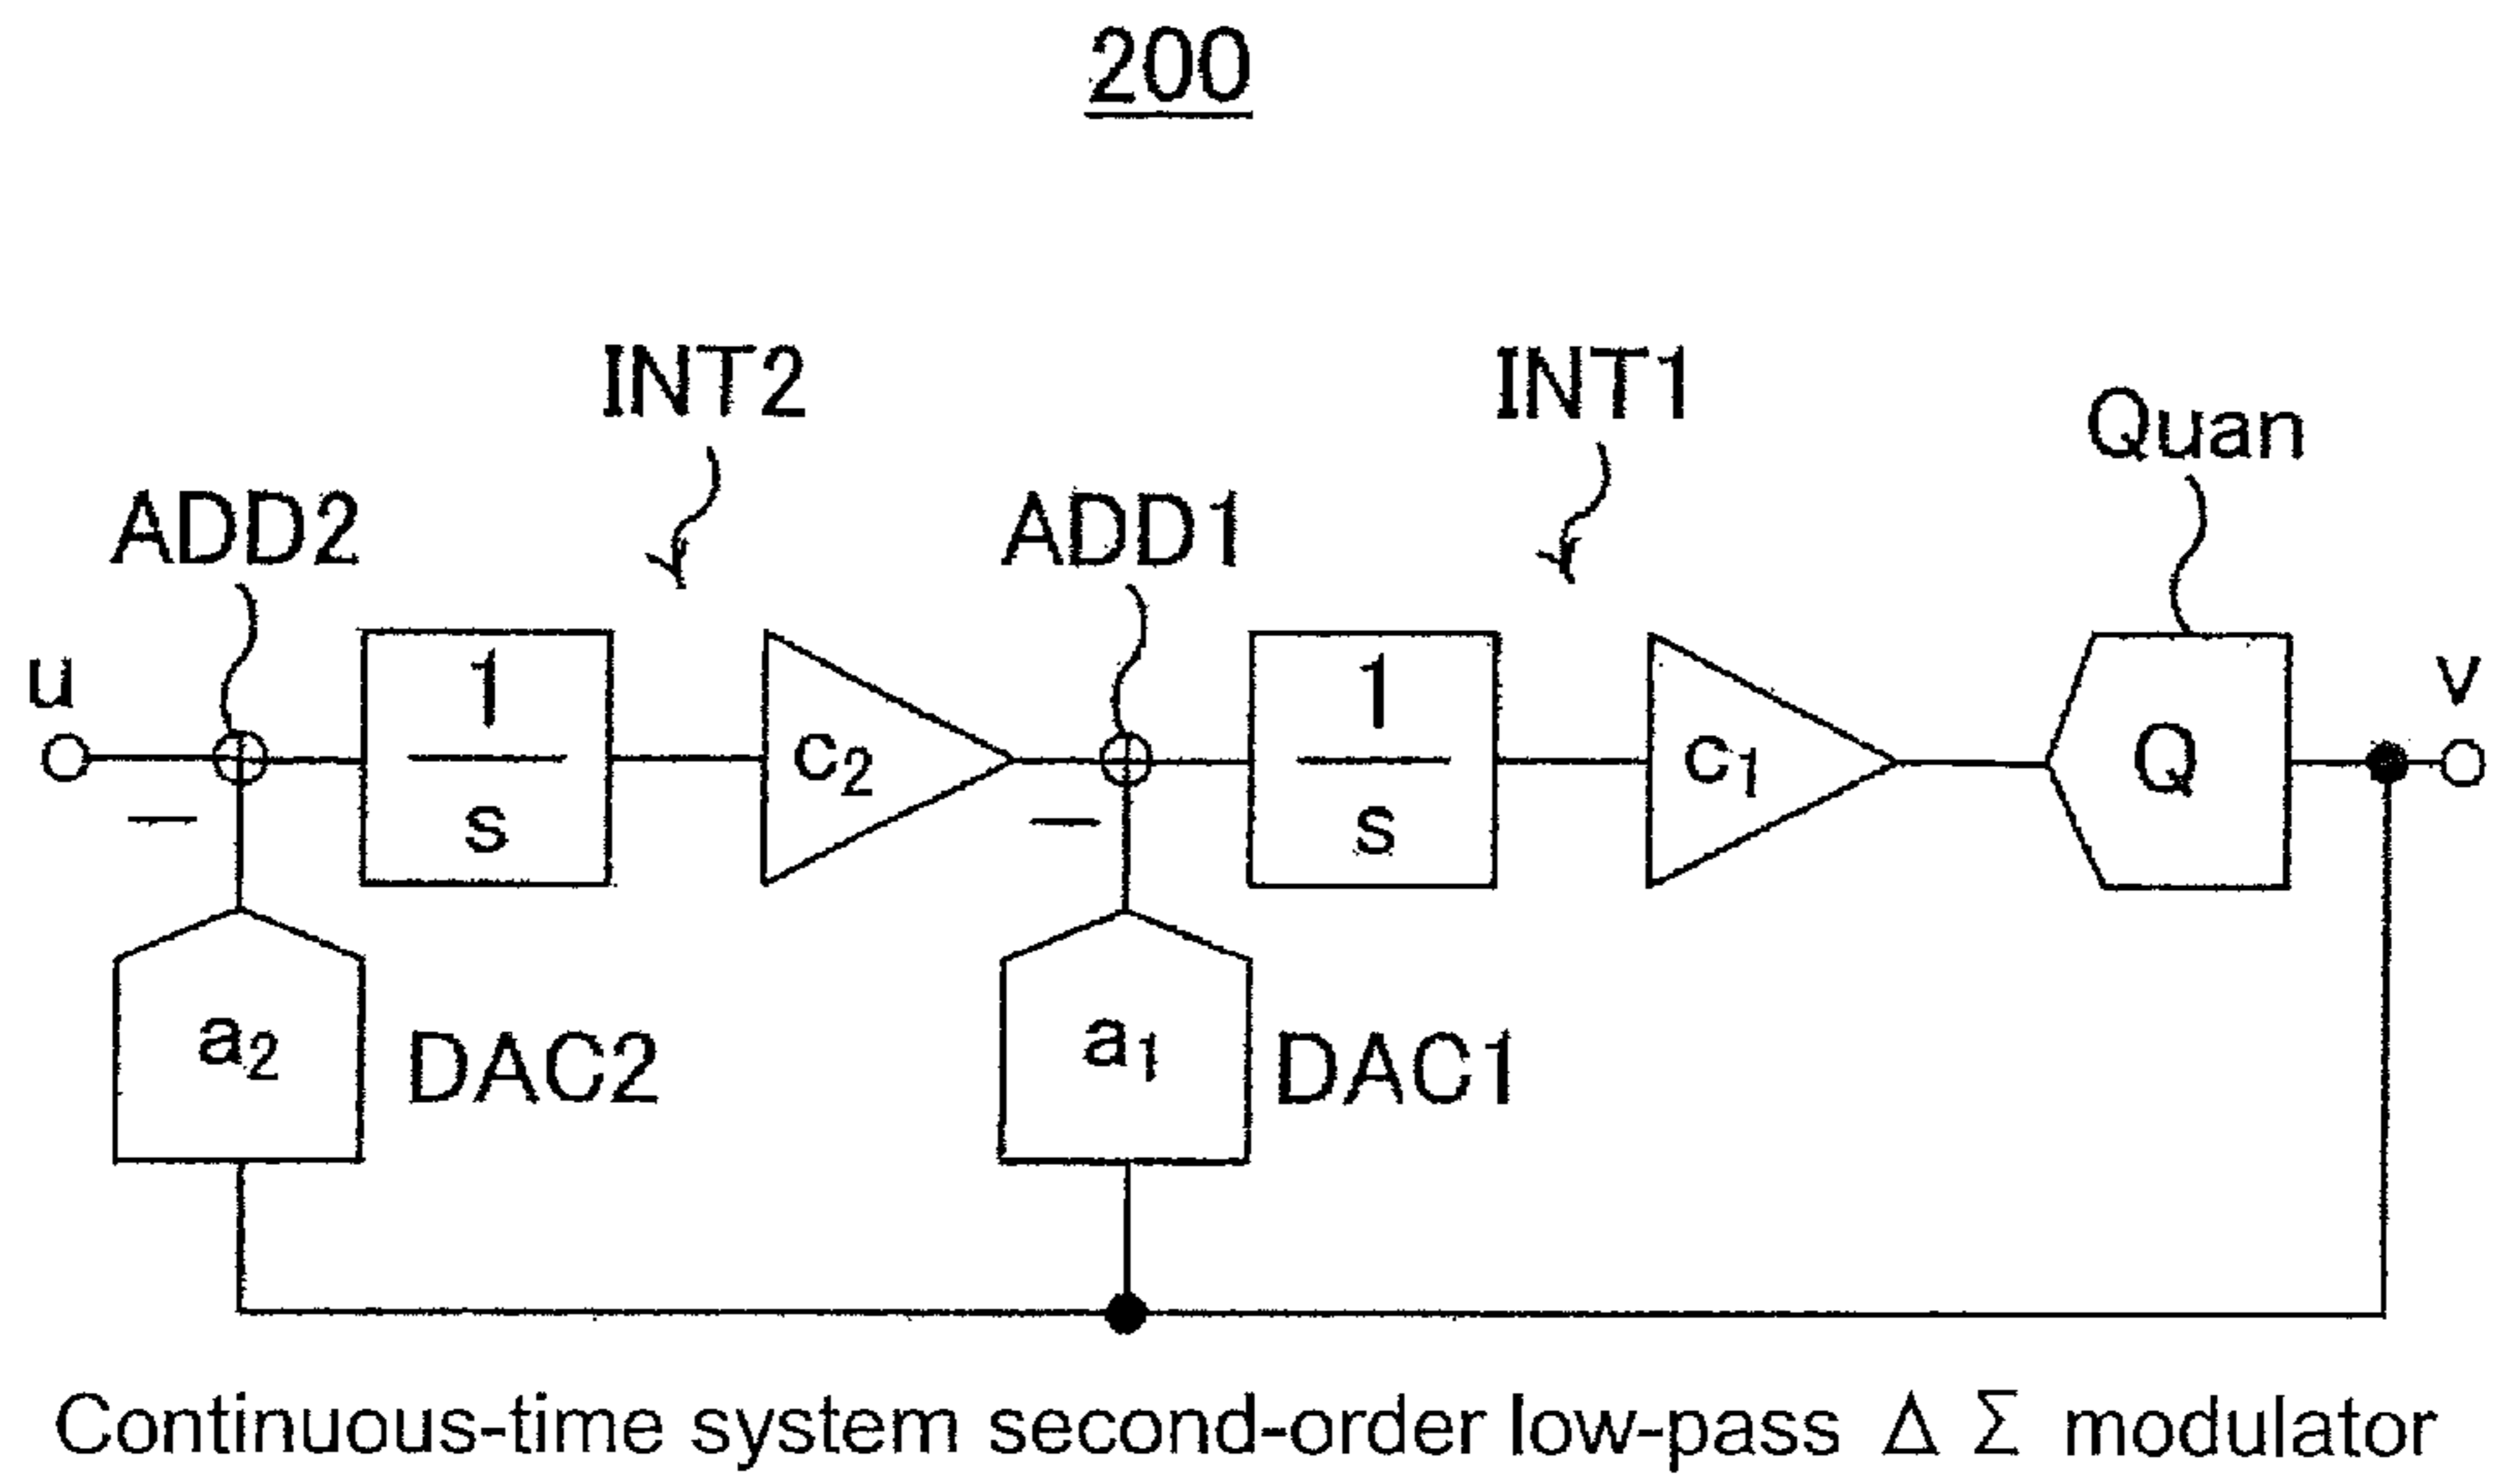 200
INT2
INT1
Quan
ADD2
ADD1
u
1
s
c2
1
s
c1
Q
v
−
−
a2
DAC2
a1
DAC1
Continuous-time system second-order low-pass Δ Σ modulator